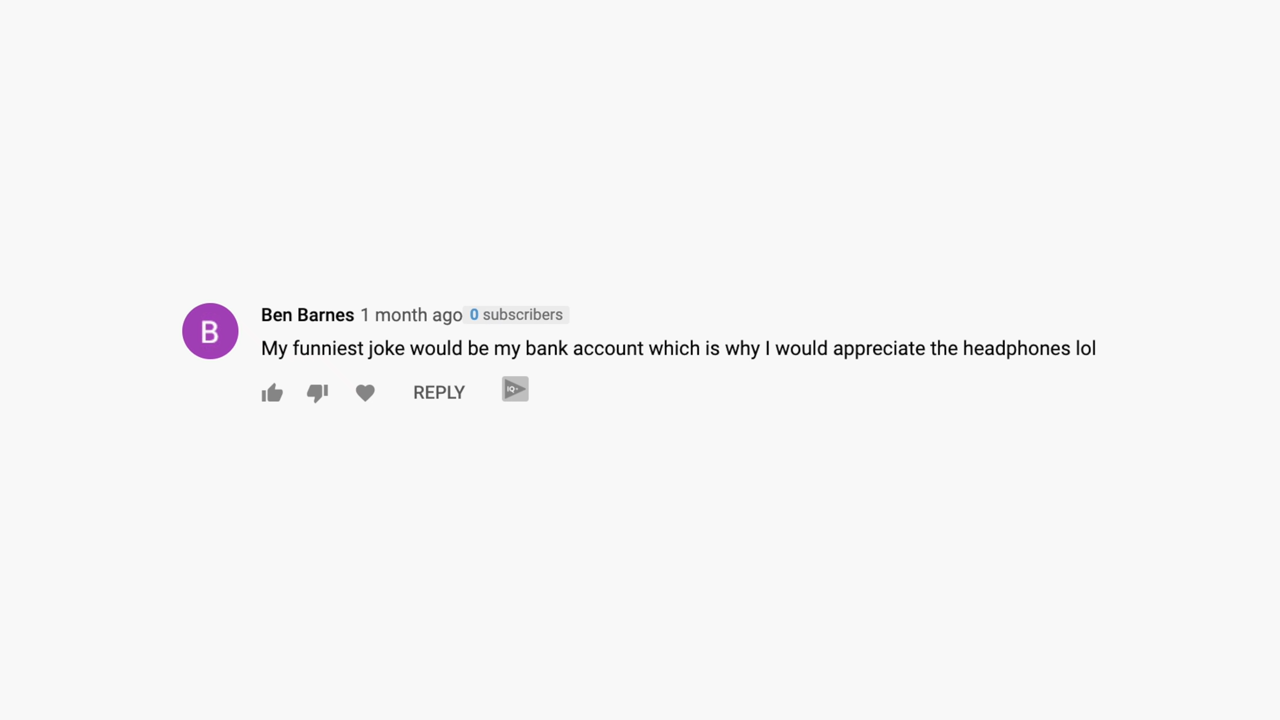 B
Ben Barnes 1 month ago 0 subscribers
My funniest joke would be my bank account which is why I would appreciate the headphones lol
REPLY IQ+